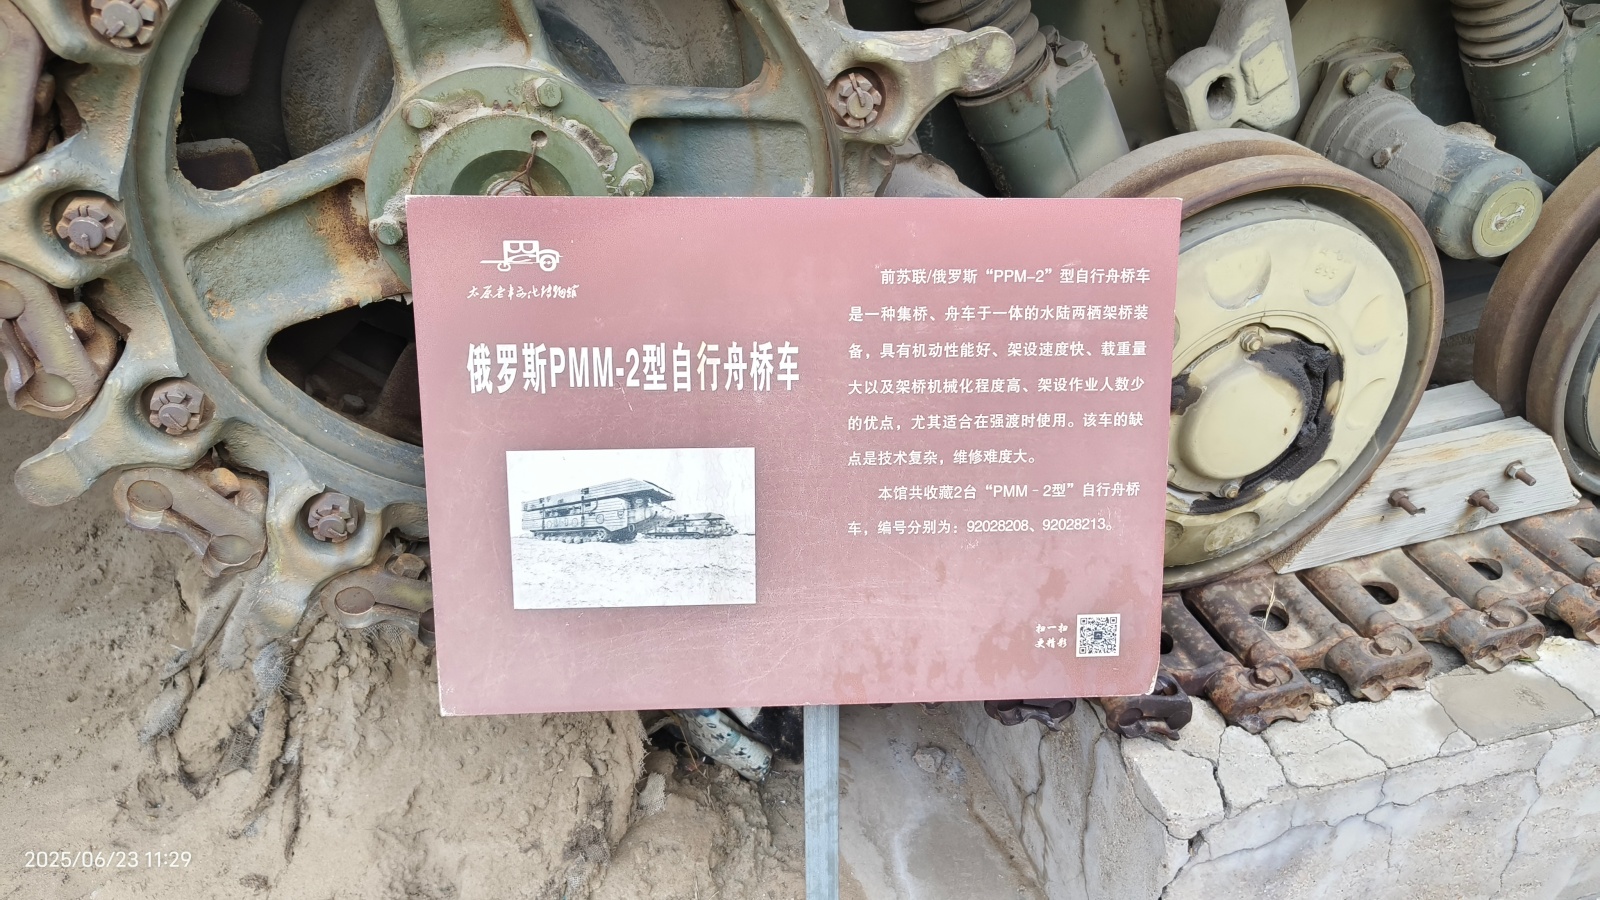 太原老车文化博物馆
俄罗斯PMM-2型自行舟桥车
前苏联/俄罗斯“PPM-2”型自行舟桥车
是一种集桥、舟车于一体的水陆两栖架桥装
备，具有机动性能好、架设速度快、载重量
大以及架桥机械化程度高、架设作业人数少
的优点，尤其适合在强渡时使用。该车的缺
点是技术复杂，维修难度大。
本馆共收藏2台“PMM-2型”自行舟桥
车，编号分别为：92028208、92028213。
扫一扫
更精彩
2025/06/23 11:29